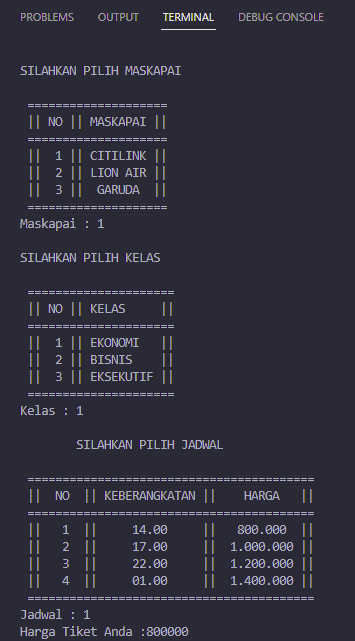 PROBLEMS OUTPUT TERMINAL DEBUG CONSOLE
SILAHKAN PILIH MASKAPAI
====================
|| NO || MASKAPAI ||
====================
|| 1 || CITILINK ||
|| 2 || LION AIR ||
|| 3 || GARUDA ||
====================
Maskapai : 1
SILAHKAN PILIH KELAS
=====================
|| NO || KELAS ||
=====================
|| 1 || EKONOMI ||
|| 2 || BISNIS ||
|| 3 || EKSEKUTIF ||
=====================
Kelas : 1
SILAHKAN PILIH JADWAL
=========================================
|| NO || KEBERANGKATAN || HARGA ||
=========================================
|| 1 || 14.00 || 800.000 ||
|| 2 || 17.00 || 1.000.000 ||
|| 3 || 22.00 || 1.200.000 ||
|| 4 || 01.00 || 1.400.000 ||
=========================================
Jadwal : 1
Harga Tiket Anda :800000